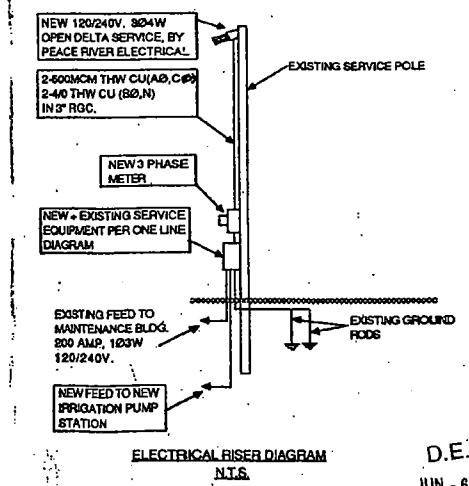 NEW 120/240V. 3Ø4W
OPEN DELTA SERVICE, BY
PEACE RIVER ELECTRICAL
2-500MCM THW CU(AØ,CØ)
2-4/0 THW CU (BØ,N)
IN 3" RGC.
EXISTING SERVICE POLE
NEW 3 PHASE
METER
NEW + EXISTING SERVICE
EQUIPMENT PER ONE LINE
DIAGRAM
EXISTING FEED TO
MAINTENANCE BLDG.
200 AMP, 1Ø3W
120/240V.
EXISTING GROUND
RODS
NEW FEED TO NEW
IRRIGATION PUMP
STATION
ELECTRICAL RISER DIAGRAM
N.T.S.
D.E.
JUN - 6